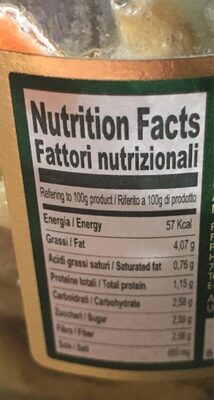 Nutrition Facts
Fattori nutrizionali
Refering to 100g product / Riferito a 100g di prodotto
Energia / Energy 57 Kcal
Grassi / Fat 4,07 g
Acidi grassi saturi / Saturated fat 0,76 g
Proteine totali / Total protein 1,15 g
Carboidrati / Carbohydrate 2,58 g
Zuccheri / Sugar 2,58 g
Fibra / Fiber 2,56 g
Sale / Salt